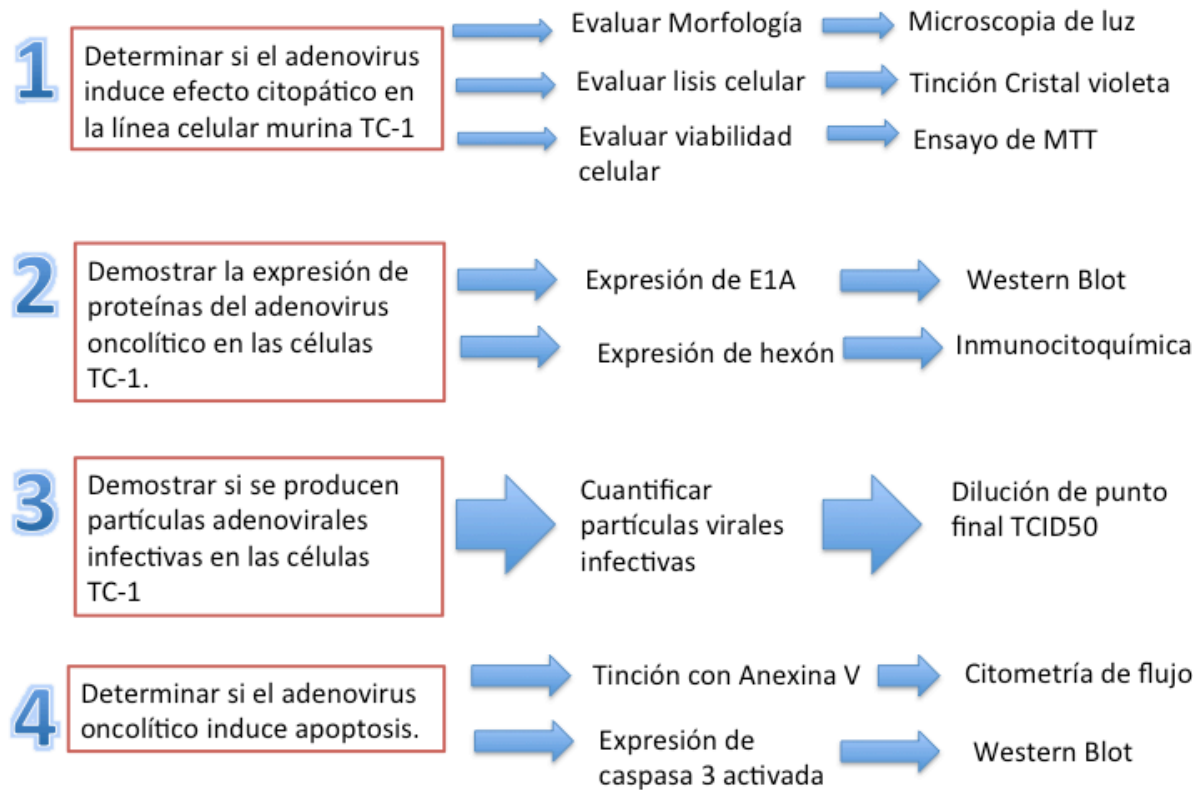 1
Determinar si el adenovirus
induce efecto citopático en
la línea celular murina TC-1
Evaluar Morfología
Microscopia de luz
Evaluar lisis celular
Tinción Cristal violeta
Evaluar viabilidad
celular
Ensayo de MTT
2
Demostrar la expresión de
proteínas del adenovirus
oncolítico en las células
TC-1.
Expresión de E1A
Western Blot
Expresión de hexón
Inmunocitoquímica
3
Demostrar si se producen
partículas adenovirales
infectivas en las células
TC-1
Cuantificar
partículas virales
infectivas
Dilución de punto
final TCID50
4
Determinar si el adenovirus
oncolítico induce apoptosis.
Tinción con Anexina V
Citometría de flujo
Expresión de
caspasa 3 activada
Western Blot